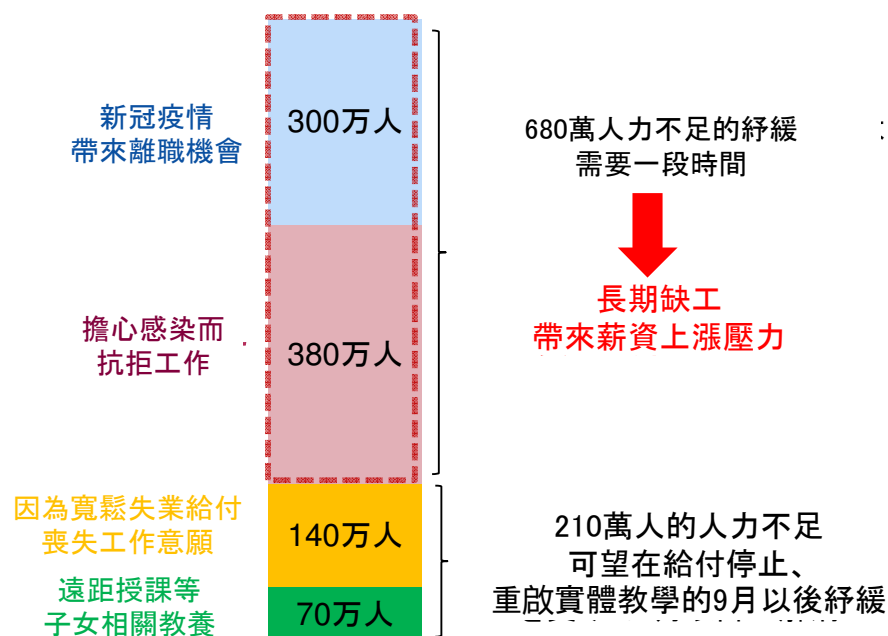 新冠疫情
帶來離職機會
300万人
680萬人力不足的紓緩
需要一段時間
長期缺工
帶來薪資上漲壓力
擔心感染而
抗拒工作
380万人
因為寬鬆失業給付
喪失工作意願
140万人
210萬人的人力不足
可望在給付停止、
重啟實體教學的9月以後紓緩
遠距授課等
子女相關教養
70万人